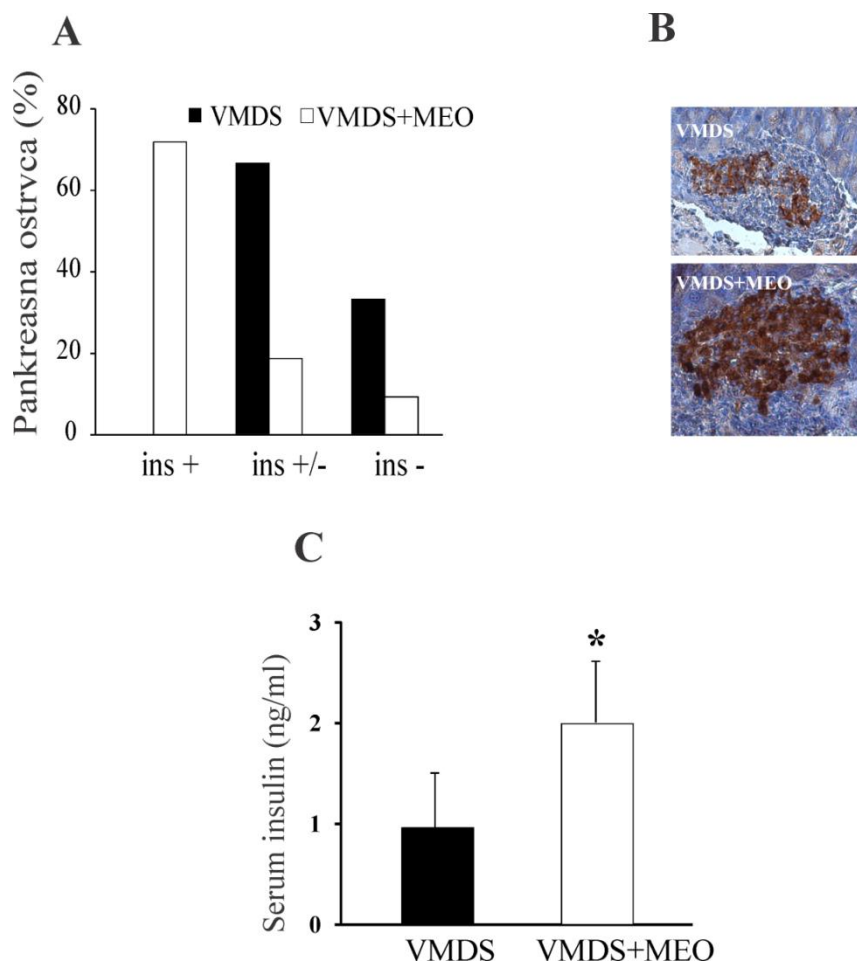 A
Pankreasna ostrvca (%)
80
60
40
20
0
VMDS
VMDS+MEO
ins +
ins +/-
ins -
B
VMDS
VMDS+MEO
C
Serum insulin (ng/ml)
3
2
1
0
*
VMDS
VMDS+MEO